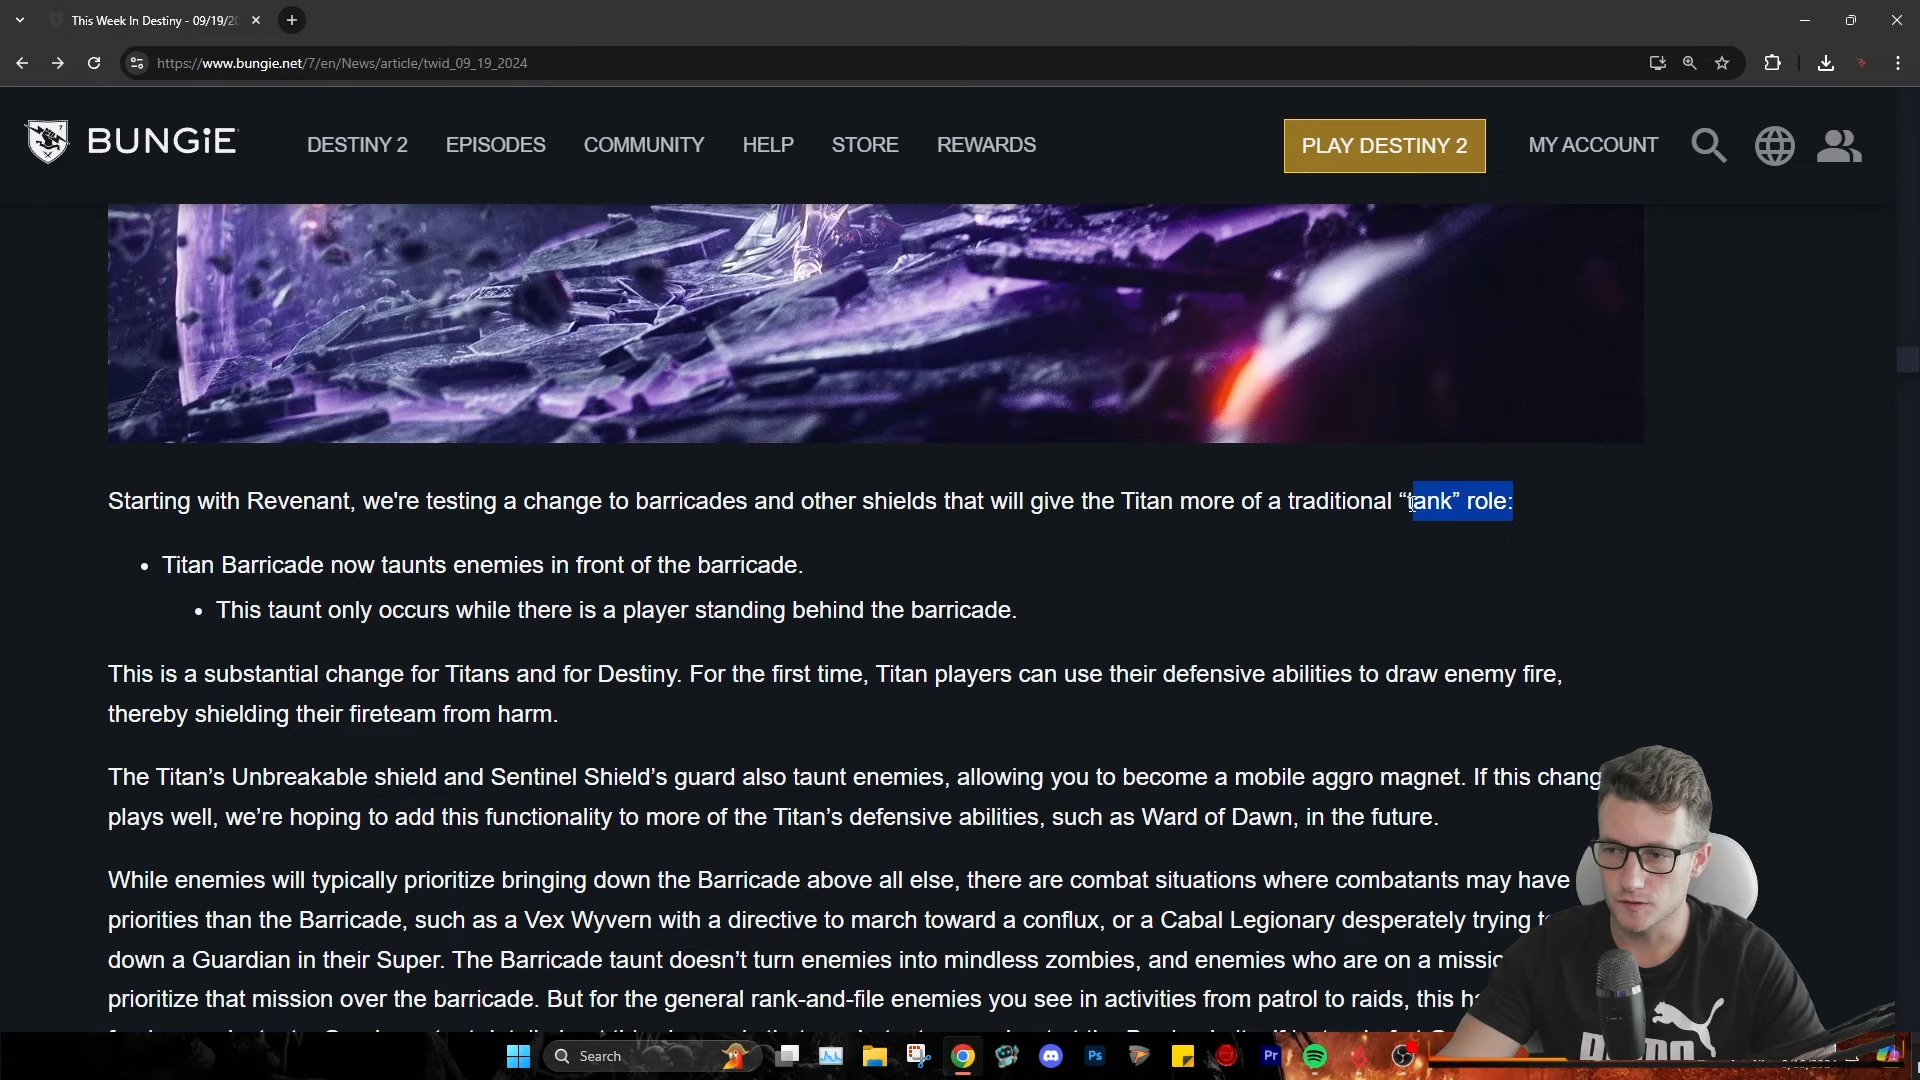 This Week In Destiny - 09/19/20
https://www.bungie.net/7/en/News/article/twid_09_19_2024
7
BUNGiE
DESTINY 2
EPISODES
COMMUNITY
HELP
STORE
REWARDS
PLAY DESTINY 2
MY ACCOUNT
Starting with Revenant, we're testing a change to barricades and other shields that will give the Titan more of a traditional “tank” role:
• Titan Barricade now taunts enemies in front of the barricade.
• This taunt only occurs while there is a player standing behind the barricade.
This is a substantial change for Titans and for Destiny. For the first time, Titan players can use their defensive abilities to draw enemy fire,
thereby shielding their fireteam from harm.
The Titan’s Unbreakable shield and Sentinel Shield’s guard also taunt enemies, allowing you to become a mobile aggro magnet. If this chang
plays well, we’re hoping to add this functionality to more of the Titan’s defensive abilities, such as Ward of Dawn, in the future.
While enemies will typically prioritize bringing down the Barricade above all else, there are combat situations where combatants may have
priorities than the Barricade, such as a Vex Wyvern with a directive to march toward a conflux, or a Cabal Legionary desperately trying t
down a Guardian in their Super. The Barricade taunt doesn’t turn enemies into mindless zombies, and enemies who are on a missio
prioritize that mission over the barricade. But for the general rank-and-file enemies you see in activities from patrol to raids, this h
Search
Ps
Pr
PUMA